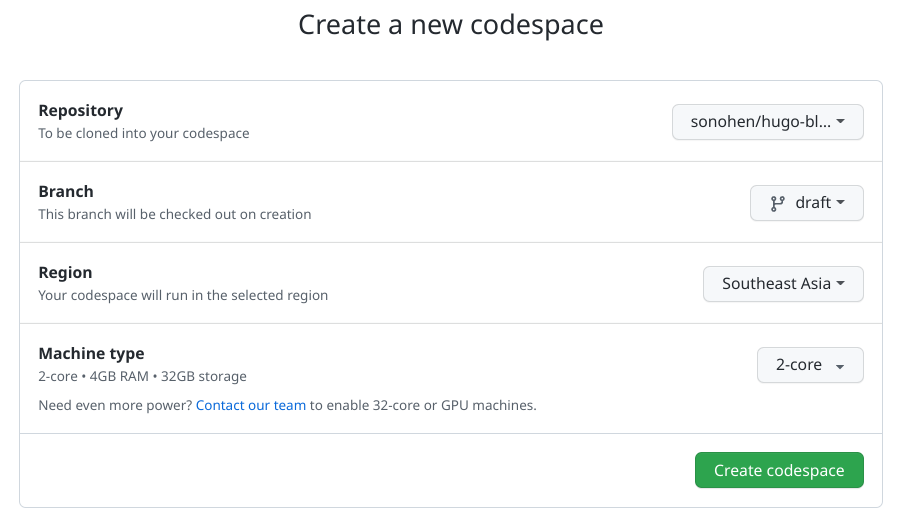 Create a new codespace
Repository
To be cloned into your codespace
sonohen/hugo-bl...
Branch
This branch will be checked out on creation
draft
Region
Your codespace will run in the selected region
Southeast Asia
Machine type
2-core • 4GB RAM • 32GB storage
2-core
Need even more power? Contact our team to enable 32-core or GPU machines.
Create codespace